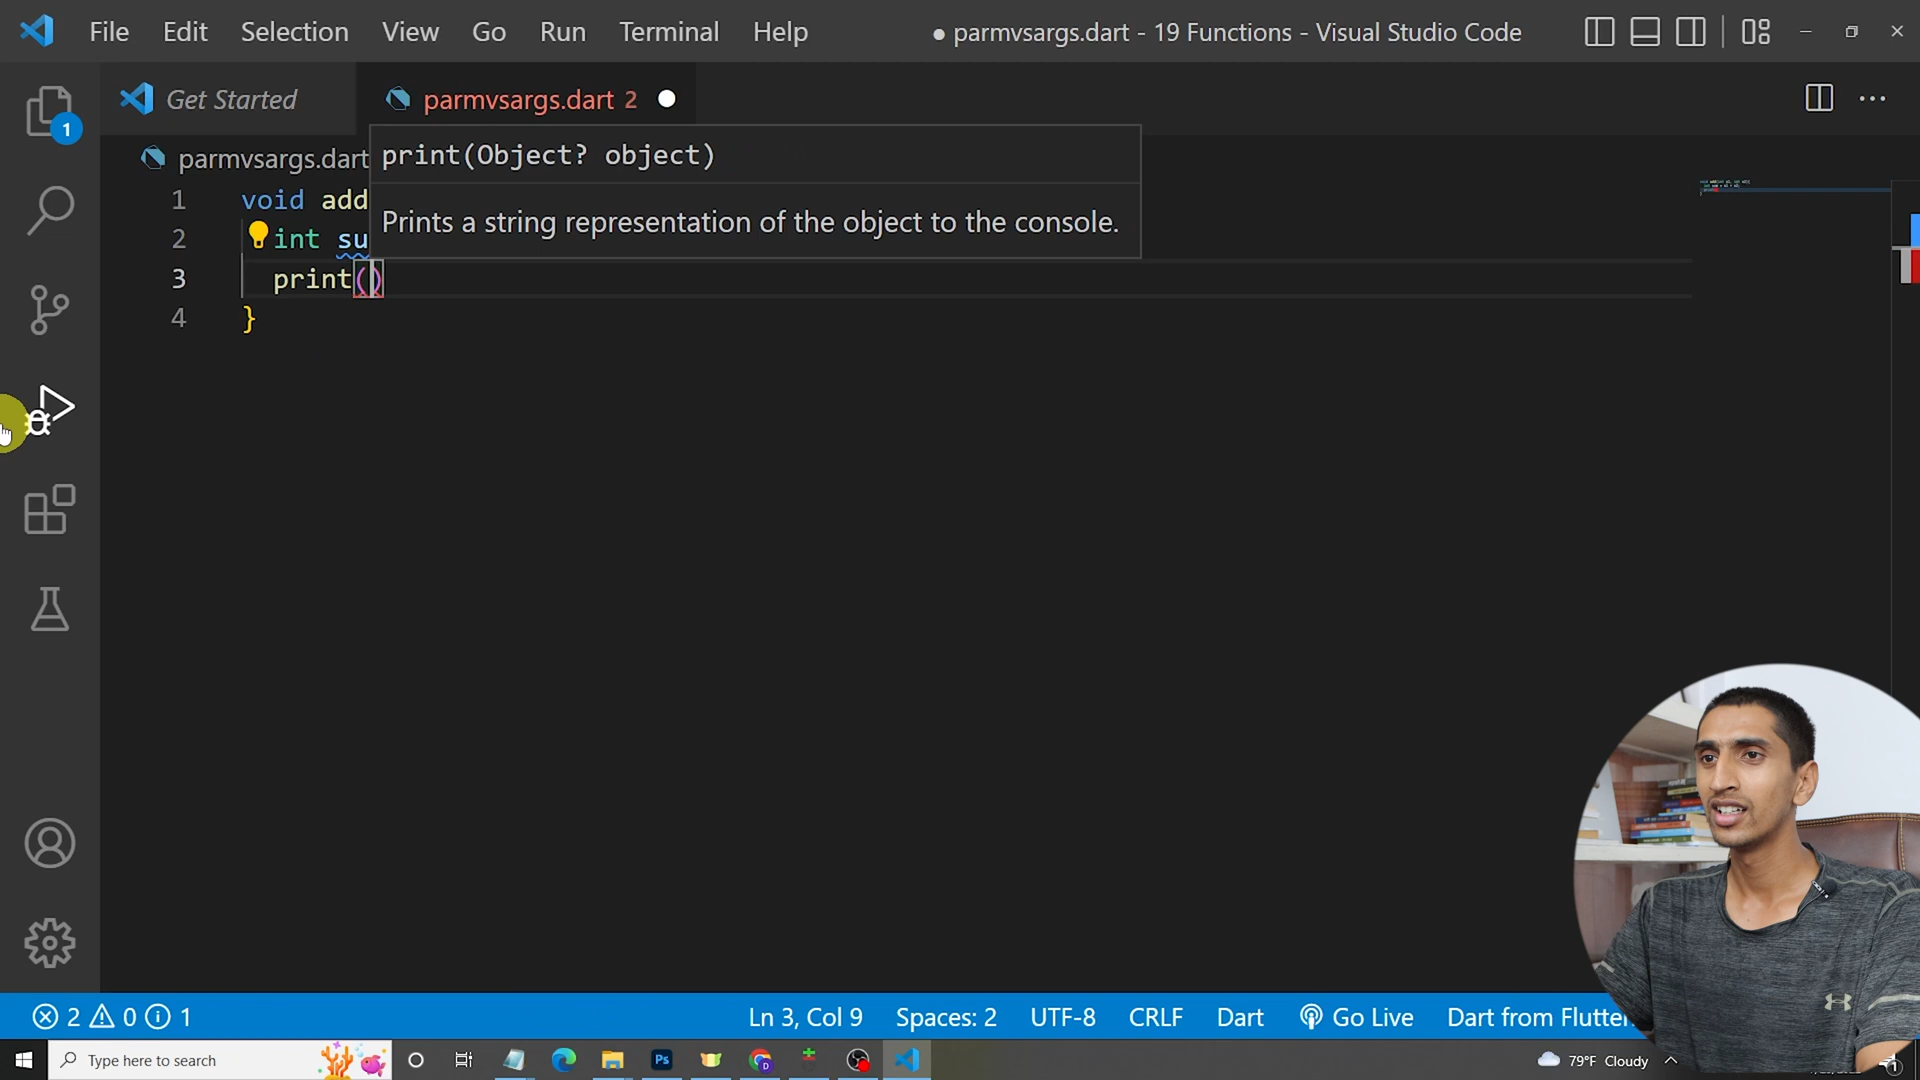 File Edit Selection View Go Run Terminal Help
● parmvsargs.dart - 19 Functions - Visual Studio Code
Get Started
parmvsargs.dart 2
1
parmvsargs.dart
print(Object? object)
Prints a string representation of the object to the console.
1 void add
2 int su
3 print()
4 }
2 0 1
Ln 3, Col 9 Spaces: 2 UTF-8 CRLF Dart Go Live Dart from Flutter
Type here to search
Ps
79°F Cloudy